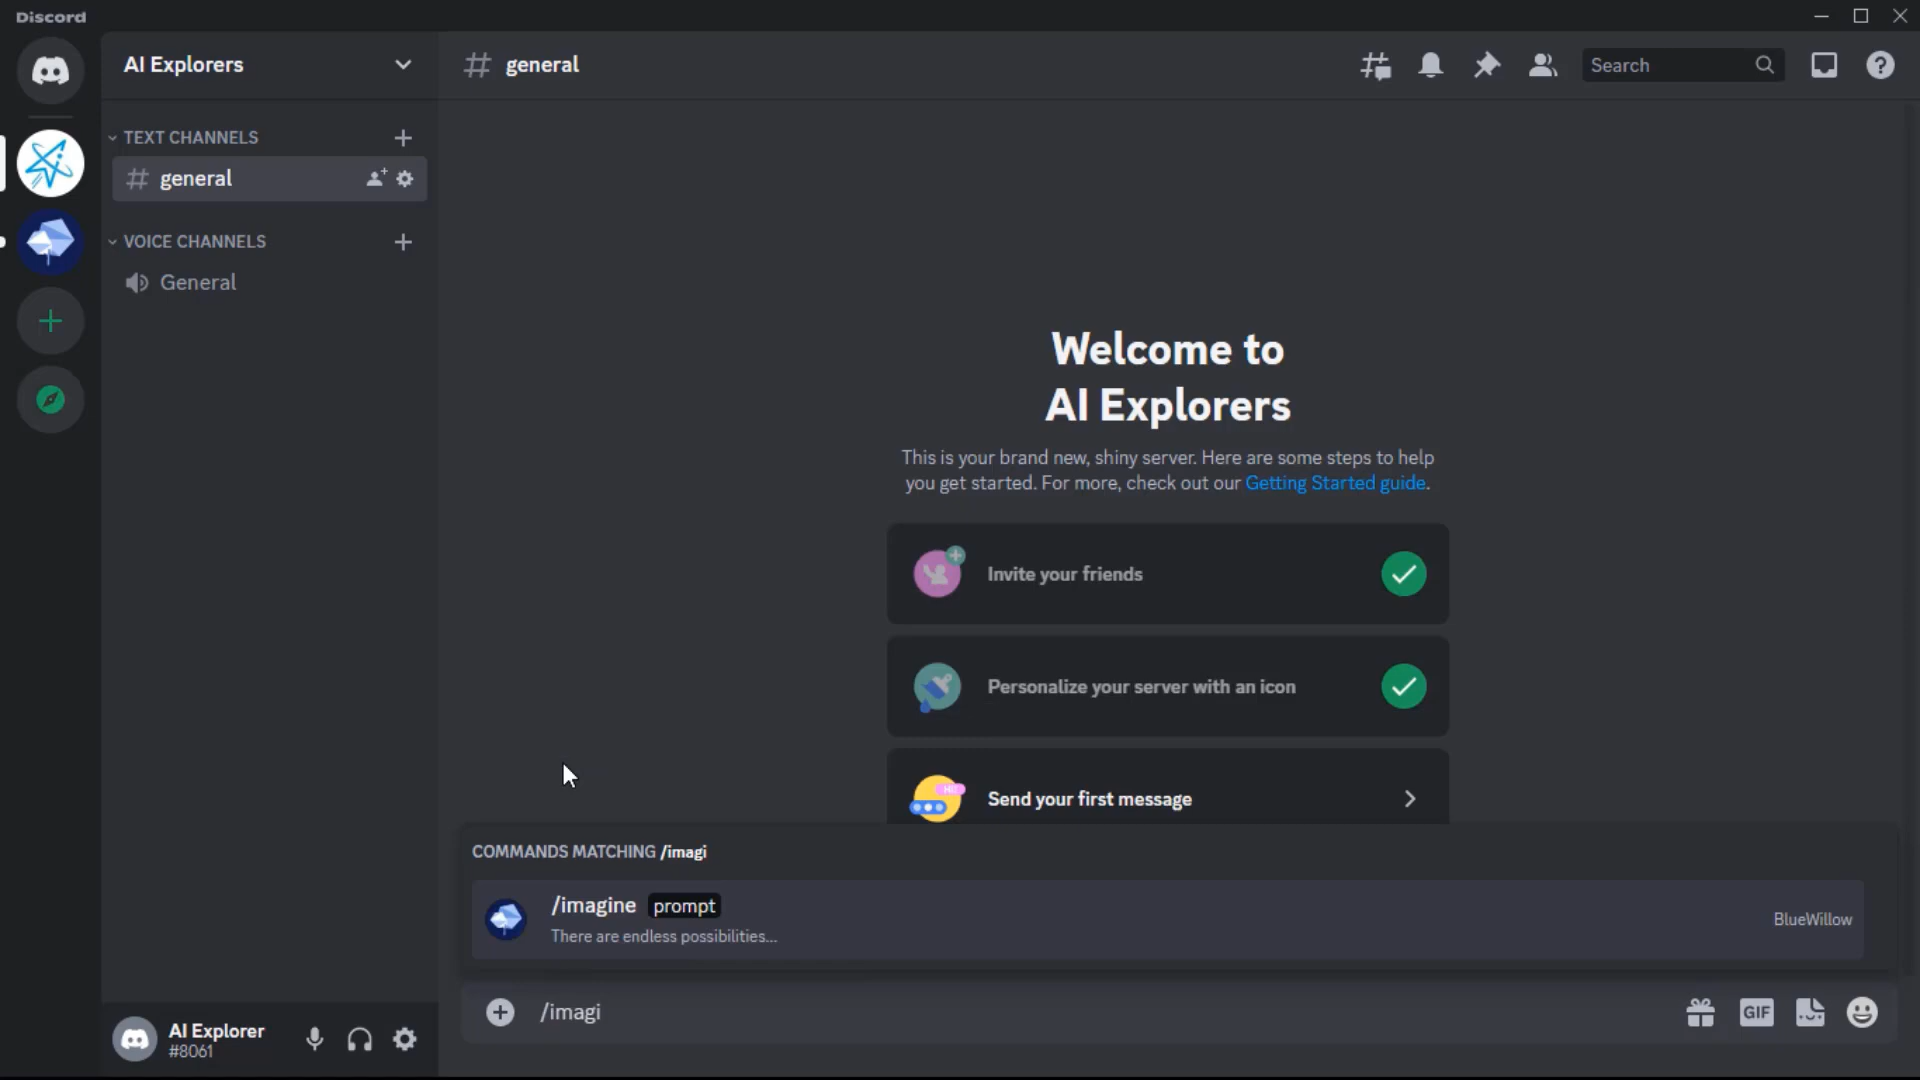 Discord
AI Explorers
general
Search
TEXT CHANNELS
general
VOICE CHANNELS
General
Welcome to
AI Explorers
This is your brand new, shiny server. Here are some steps to help
you get started. For more, check out our Getting Started guide.
Invite your friends
Personalize your server with an icon
Send your first message
COMMANDS MATCHING /imagi
/imagine prompt
There are endless possibilities...
BlueWillow
/imagi
GIF
AI Explorer
#8061